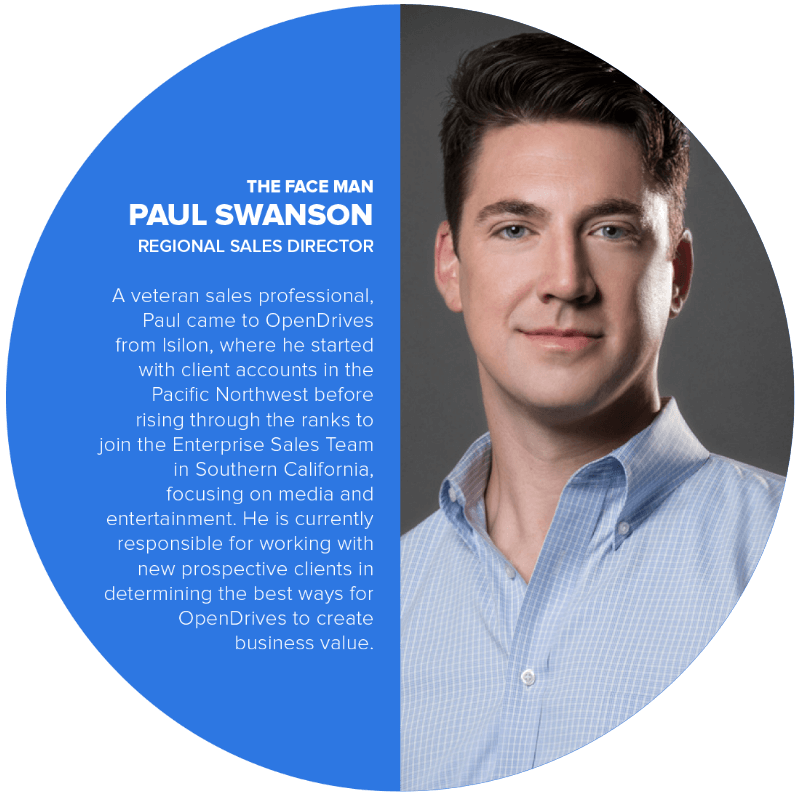 THE FACE MAN
PAUL SWANSON
REGIONAL SALES DIRECTOR
A veteran sales professional,
Paul came to OpenDrives
from Isilon, where he started
with client accounts in the
Pacific Northwest before
rising through the ranks to
join the Enterprise Sales Team
in Southern California,
focusing on media and
entertainment. He is currently
responsible for working with
new prospective clients in
determining the best ways for
OpenDrives to create
business value.